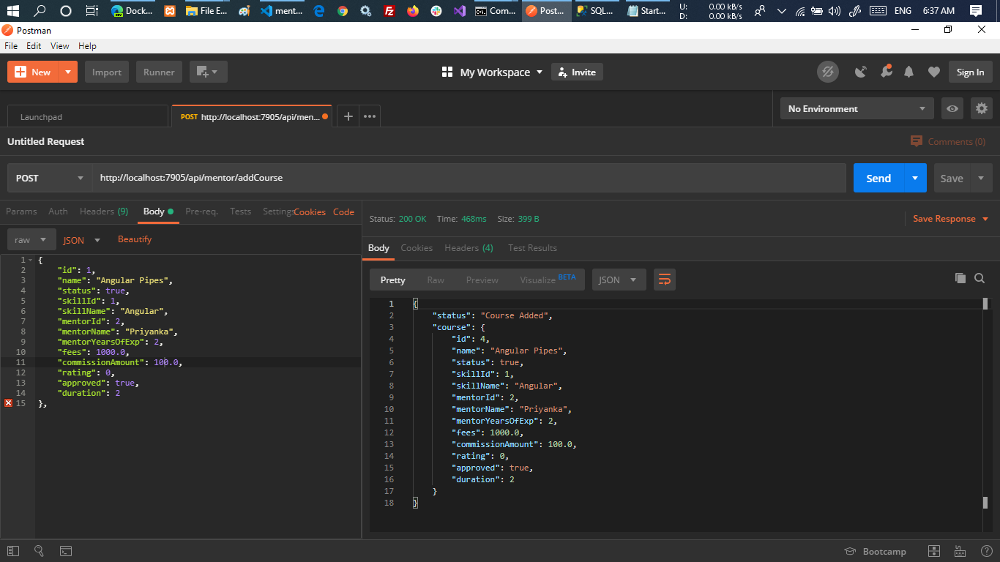 Dock...
File E...
ment...
Com...
Post...
SQL...
Start...
U: 0.00 kB/s
D: 0.00 kB/s
ENG
6:37 AM
Postman
File Edit View Help
New
Import
Runner
My Workspace
Invite
Sign In
Launchpad
POST http://localhost:7905/api/men...
No Environment
Untitled Request
Comments (0)
POST
http://localhost:7905/api/mentor/addCourse
Send
Save
Params Auth Headers (9) Body Pre-req. Tests Settings Cookies Code
raw JSON Beautify
1 {
2 "id": 1,
3 "name": "Angular Pipes",
4 "status": true,
5 "skillId": 1,
6 "skillName": "Angular",
7 "mentorId": 2,
8 "mentorName": "Priyanka",
9 "mentorYearsOfExp": 2,
10 "fees": 1000.0,
11 "commissionAmount": 100.0,
12 "rating": 0,
13 "approved": true,
14 "duration": 2
15 },
Status: 200 OK Time: 468ms Size: 399 B
Save Response
Body Cookies Headers (4) Test Results
Pretty Raw Preview Visualize BETA JSON
1 {
2 "status": "Course Added",
3 "course": {
4 "id": 4,
5 "name": "Angular Pipes",
6 "status": true,
7 "skillId": 1,
8 "skillName": "Angular",
9 "mentorId": 2,
10 "mentorName": "Priyanka",
11 "mentorYearsOfExp": 2,
12 "fees": 1000.0,
13 "commissionAmount": 100.0,
14 "rating": 0,
15 "approved": true,
16 "duration": 2
17 }
18 }
Bootcamp